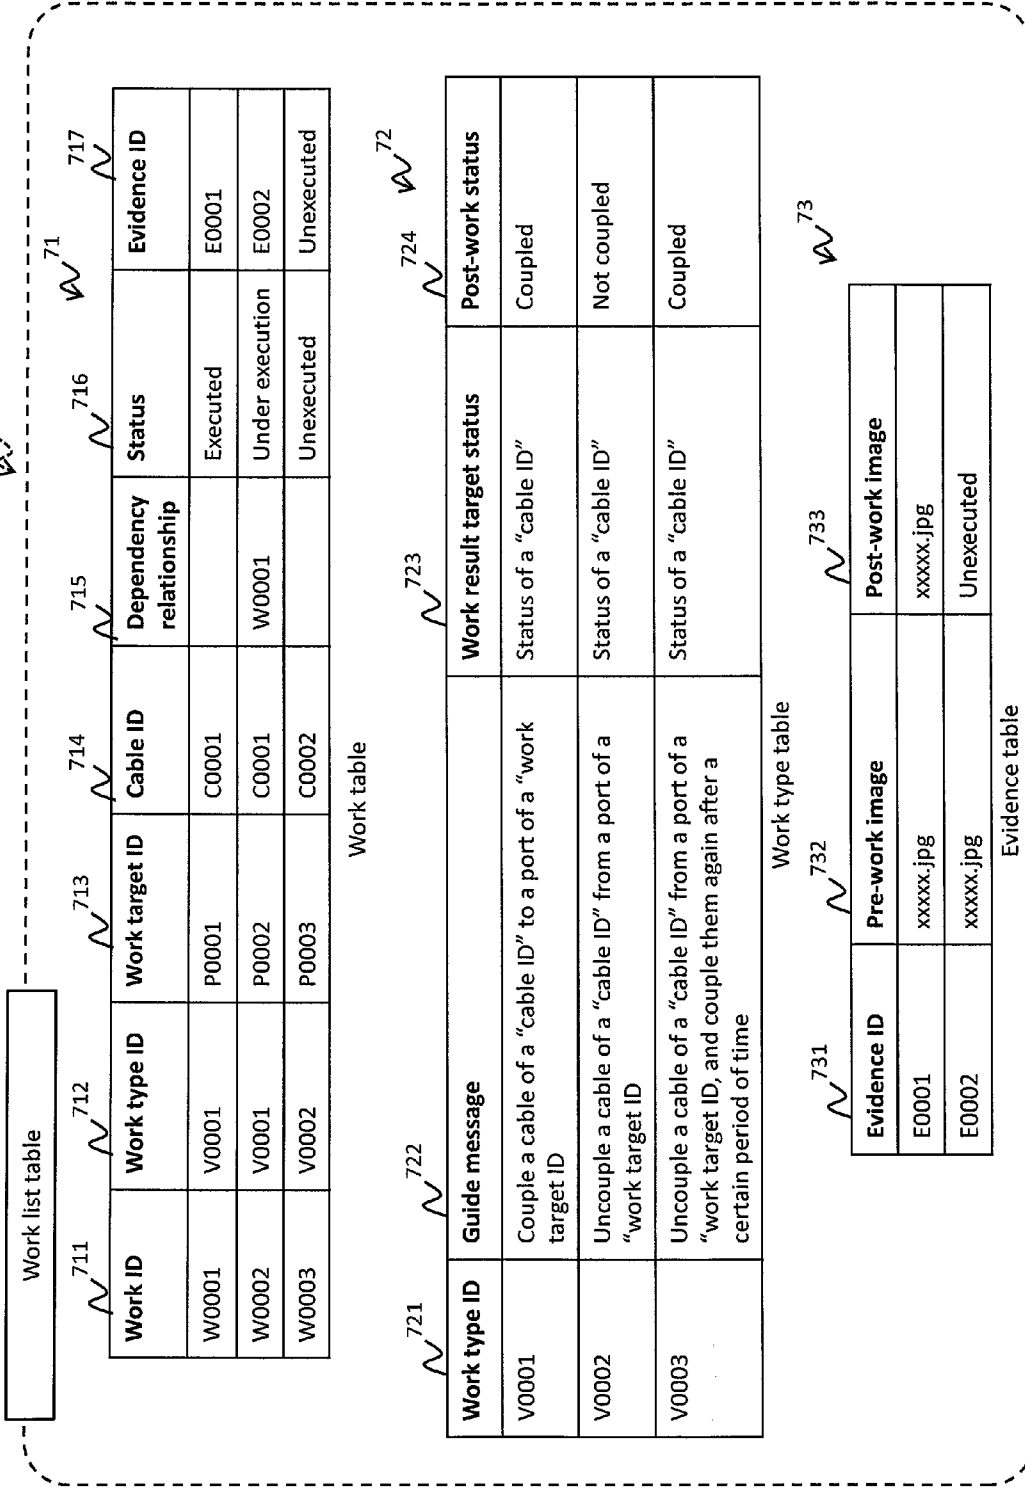 Work list table
71
711
712
713
714
715
716
717
Work ID
Work type ID
Work target ID
Cable ID
Dependency
relationship
Status
Evidence ID
W0001
V0001
P0001
C0001
Executed
E0001
W0002
V0001
P0002
C0001
W0001
Under execution
E0002
W0003
V0002
P0003
C0002
Unexecuted
Unexecuted
Work table
72
721
722
723
724
Work type ID
Guide message
Work result target status
Post-work status
V0001
Couple a cable of a “cable ID” to a port of a “work
target ID
Status of a “cable ID”
Coupled
V0002
Uncouple a cable of a “cable ID” from a port of a
“work target ID
Status of a “cable ID”
Not coupled
V0003
Uncouple a cable of a “cable ID” from a port of a
“work target ID, and couple them again after a
certain period of time
Status of a “cable ID”
Coupled
Work type table
73
731
732
733
Evidence ID
Pre-work image
Post-work image
E0001
xxxxx.jpg
xxxxx.jpg
E0002
xxxxx.jpg
Unexecuted
Evidence table